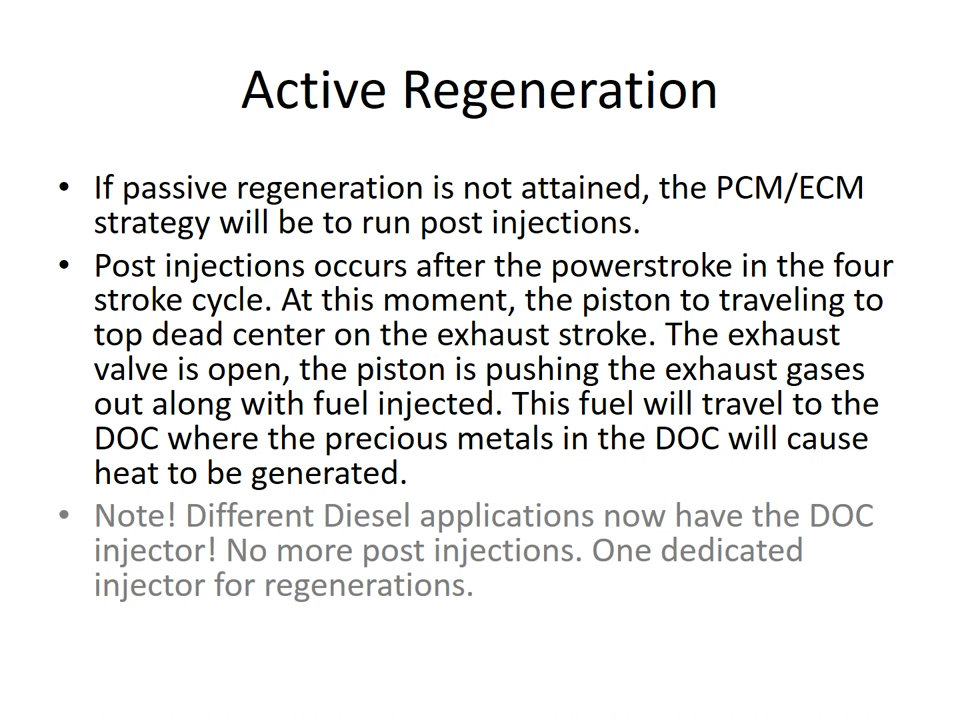 Active Regeneration
• If passive regeneration is not attained, the PCM/ECM
strategy will be to run post injections.
• Post injections occurs after the powerstroke in the four
stroke cycle. At this moment, the piston to traveling to
top dead center on the exhaust stroke. The exhaust
valve is open, the piston is pushing the exhaust gases
out along with fuel injected. This fuel will travel to the
DOC where the precious metals in the DOC will cause
heat to be generated.
• Note! Different Diesel applications now have the DOC
injector! No more post injections. One dedicated
injector for regenerations.